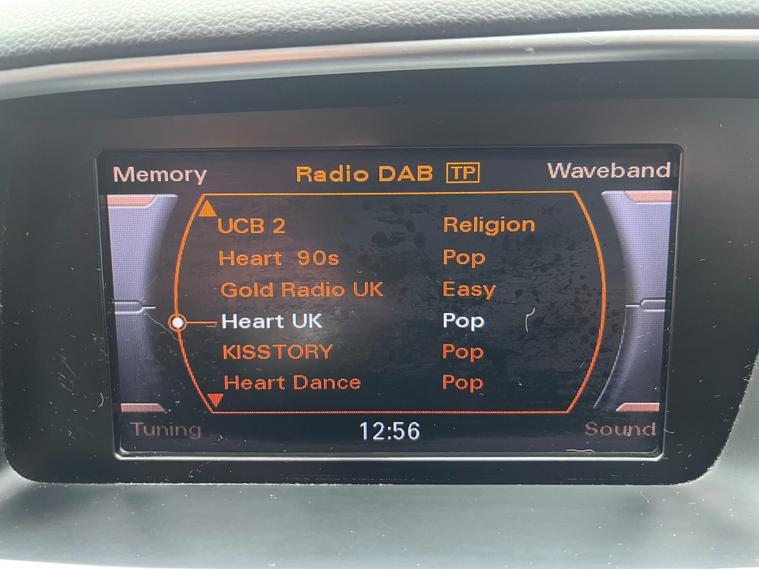 Memory Radio DAB TP Waveband
UCB 2 Religion
Heart 90s Pop
Gold Radio UK Easy
Heart UK Pop
KISSTORY Pop
Heart Dance Pop
Tuning 12:56 Sound